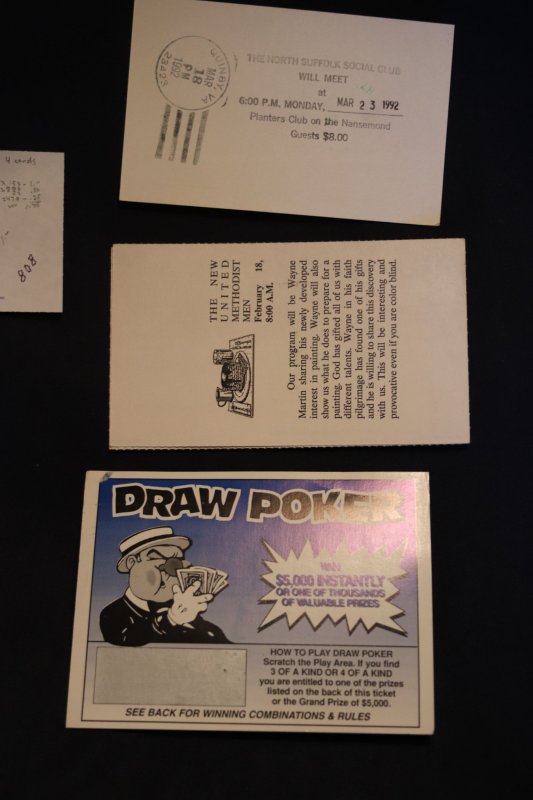 QUINBY, VA
MAR
18
PM
1992
23423
THE NORTH SUFFOLK SOCIAL CLUB
WILL MEET
at
6:00 P.M. MONDAY, MAR 23 1992
Planters Club on the Nansemond
Guests $8.00
4 cards
808
THE NEW
UNITED
METHODIST
MEN
February 18,
8:00 A.M.
Our program will be Wayne
Martin sharing his newly developed
interest in painting. Wayne will also
show us what he does to prepare for a
painting. God has gifted all of us with
different talents. Wayne in his faith
pilgrimage has found one of his gifts
and he is willing to share this discovery
with us. This will be interesting and
provocative even if you are color blind.
DRAW POKER
WIN
$5,000 INSTANTLY
OR ONE OF THOUSANDS
OF VALUABLE PRIZES
HOW TO PLAY DRAW POKER
Scratch the Play Area. If you find
3 OF A KIND OR 4 OF A KIND
you are entitled to one of the prizes
listed on the back of this ticket
or the Grand Prize of $5,000.
SEE BACK FOR WINNING COMBINATIONS & RULES